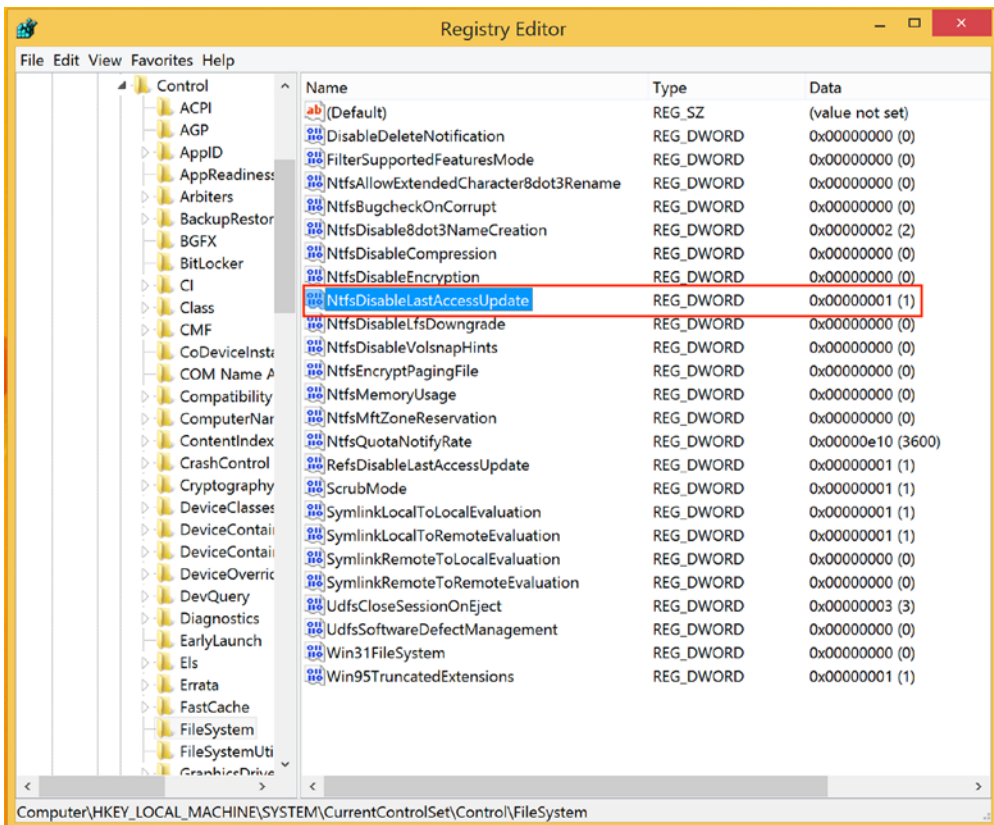 Registry Editor
File Edit View Favorites Help
Control
ACPI
AGP
AppID
AppReadiness
Arbiters
BackupRestor
BGFX
BitLocker
CI
Class
CMF
CoDeviceInsta
COM Name A
Compatibility
ComputerNar
ContentIndex
CrashControl
Cryptography
DeviceClasses
DeviceContai
DeviceContai
DeviceOverric
DevQuery
Diagnostics
EarlyLaunch
Els
Errata
FastCache
FileSystem
FileSystemUti
GraphicsDrive
Name Type Data
(Default) REG_SZ (value not set)
DisableDeleteNotification REG_DWORD 0x00000000 (0)
FilterSupportedFeaturesMode REG_DWORD 0x00000000 (0)
NtfsAllowExtendedCharacter8dot3Rename REG_DWORD 0x00000000 (0)
NtfsBugcheckOnCorrupt REG_DWORD 0x00000000 (0)
NtfsDisable8dot3NameCreation REG_DWORD 0x00000002 (2)
NtfsDisableCompression REG_DWORD 0x00000000 (0)
NtfsDisableEncryption REG_DWORD 0x00000000 (0)
NtfsDisableLastAccessUpdate REG_DWORD 0x00000001 (1)
NtfsDisableLfsDowngrade REG_DWORD 0x00000000 (0)
NtfsDisableVolsnapHints REG_DWORD 0x00000000 (0)
NtfsEncryptPagingFile REG_DWORD 0x00000000 (0)
NtfsMemoryUsage REG_DWORD 0x00000000 (0)
NtfsMftZoneReservation REG_DWORD 0x00000000 (0)
NtfsQuotaNotifyRate REG_DWORD 0x00000e10 (3600)
RefsDisableLastAccessUpdate REG_DWORD 0x00000001 (1)
ScrubMode REG_DWORD 0x00000001 (1)
SymlinkLocalToLocalEvaluation REG_DWORD 0x00000001 (1)
SymlinkLocalToRemoteEvaluation REG_DWORD 0x00000001 (1)
SymlinkRemoteToLocalEvaluation REG_DWORD 0x00000000 (0)
SymlinkRemoteToRemoteEvaluation REG_DWORD 0x00000000 (0)
UdfsCloseSessionOnEject REG_DWORD 0x00000003 (3)
UdfsSoftwareDefectManagement REG_DWORD 0x00000000 (0)
Win31FileSystem REG_DWORD 0x00000000 (0)
Win95TruncatedExtensions REG_DWORD 0x00000001 (1)
Computer\HKEY_LOCAL_MACHINE\SYSTEM\CurrentControlSet\Control\FileSystem